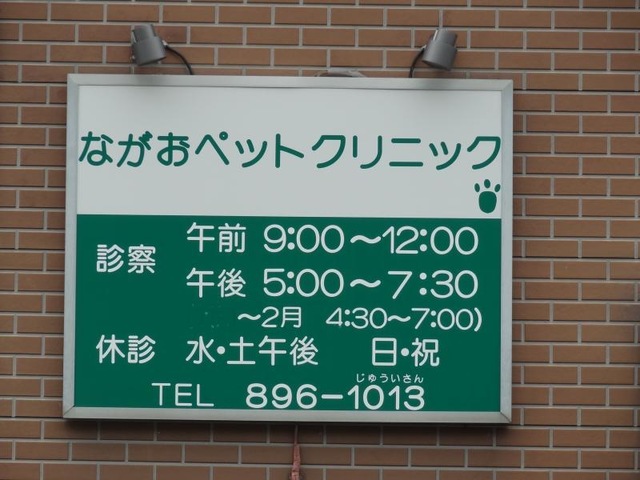 ながおペットクリニック
診察 午前 9:00〜12:00
午後 5:00〜7:30
〜2月 4:30〜7:00)
休診 水・土午後 日・祝
じゅういさん
TEL 896-1013